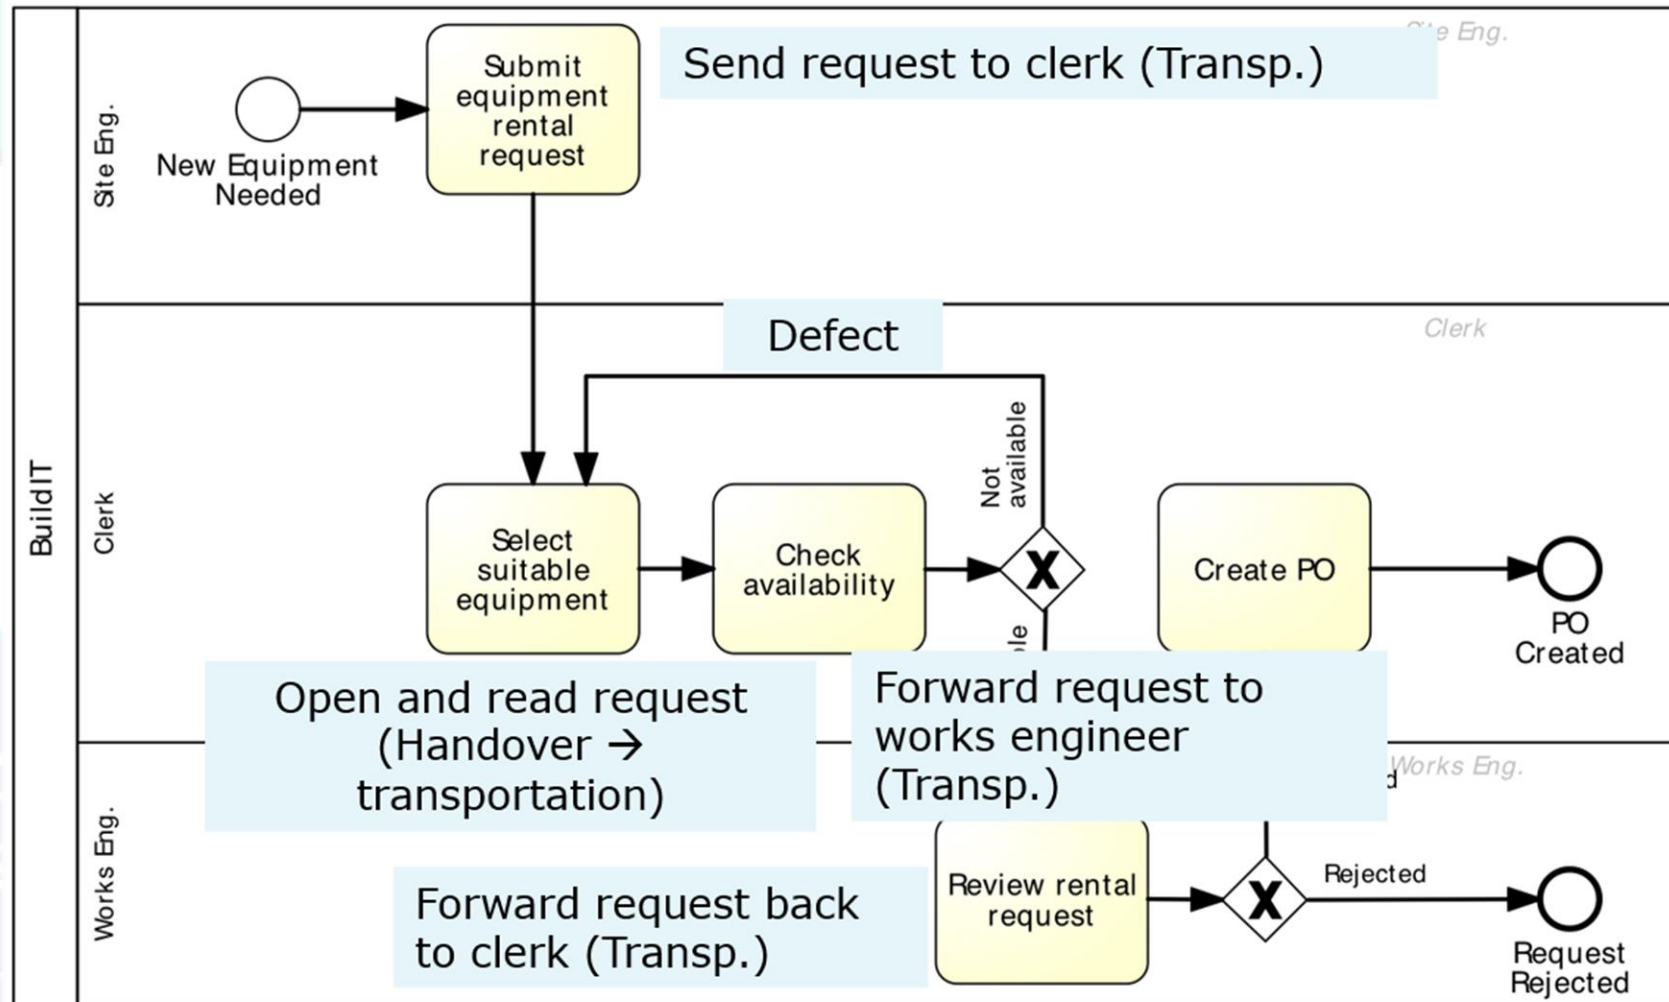 BuildIT
Site Eng.
Site Eng.
New Equipment
Needed
Submit
equipment
rental
request
Send request to clerk (Transp.)
Clerk
Clerk
Defect
Not
available
Select
suitable
equipment
Check
availability
X
Create PO
PO
Created
Open and read request
(Handover →
transportation)
Forward request to
works engineer
(Transp.)
Works Eng.
Works Eng.
Forward request back
to clerk (Transp.)
Review rental
request
X
Rejected
Request
Rejected